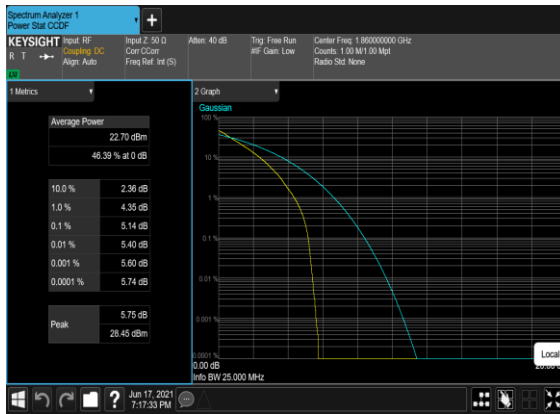 Spectrum Analyzer 1
Power Stat CCDF
KEYSIGHT
R T
Input: RF
Coupling: DC
Align: Auto
Input Z: 50 Ω
Corr CCorr
Freq Ref: Int (S)
Atten: 40 dB
Trig: Free Run
#IF Gain: Low
Center Freq: 1.860000000 GHz
Counts: 1.00 M/1.00 Mpt
Radio Std: None
1 Metrics
Average Power
22.70 dBm
46.39 % at 0 dB
10.0 % 2.36 dB
1.0 % 4.35 dB
0.1 % 5.14 dB
0.01 % 5.40 dB
0.001 % 5.60 dB
0.0001 % 5.74 dB
Peak
5.75 dB
28.45 dBm
2 Graph
Gaussian
100 %
10 %
1 %
0.1 %
0.01 %
0.001 %
0.0001 %
0.00 dB
Info BW 25.000 MHz
Local
Jun 17, 2021
7:17:33 PM